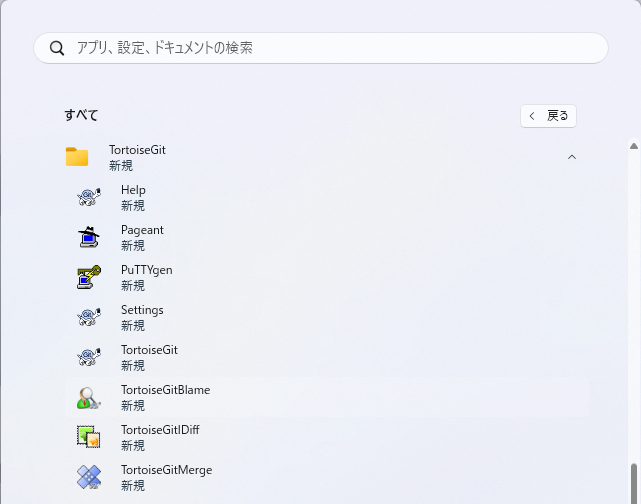 アプリ、設定、ドキュメントの検索
すべて
戻る
TortoiseGit
新規
Help
新規
Pageant
新規
PuTTYgen
新規
Settings
新規
TortoiseGit
新規
TortoiseGitBlame
新規
TortoiseGitIDiff
新規
TortoiseGitMerge
新規